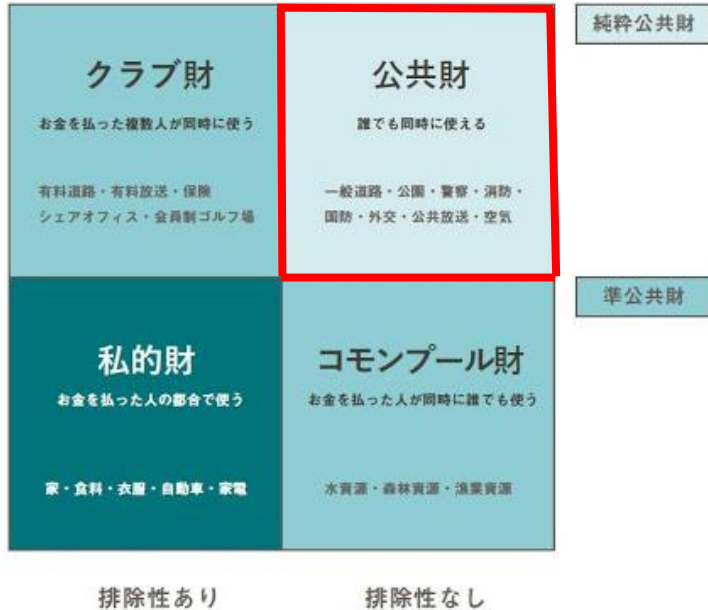 クラブ財
お金を払った複数人が同時に使う
有料道路・有料放送・保険
シェアオフィス・会員制ゴルフ場
公共財
誰でも同時に使える
一般道路・公園・警察・消防・
国防・外交・公共放送・空気
純粋公共財
準公共財
私的財
お金を払った人の都合で使う
家・食料・衣服・自動車・家電
コモンプール財
お金を払った人が同時に誰でも使う
水資源・森林資源・漁業資源
排除性あり
排除性なし